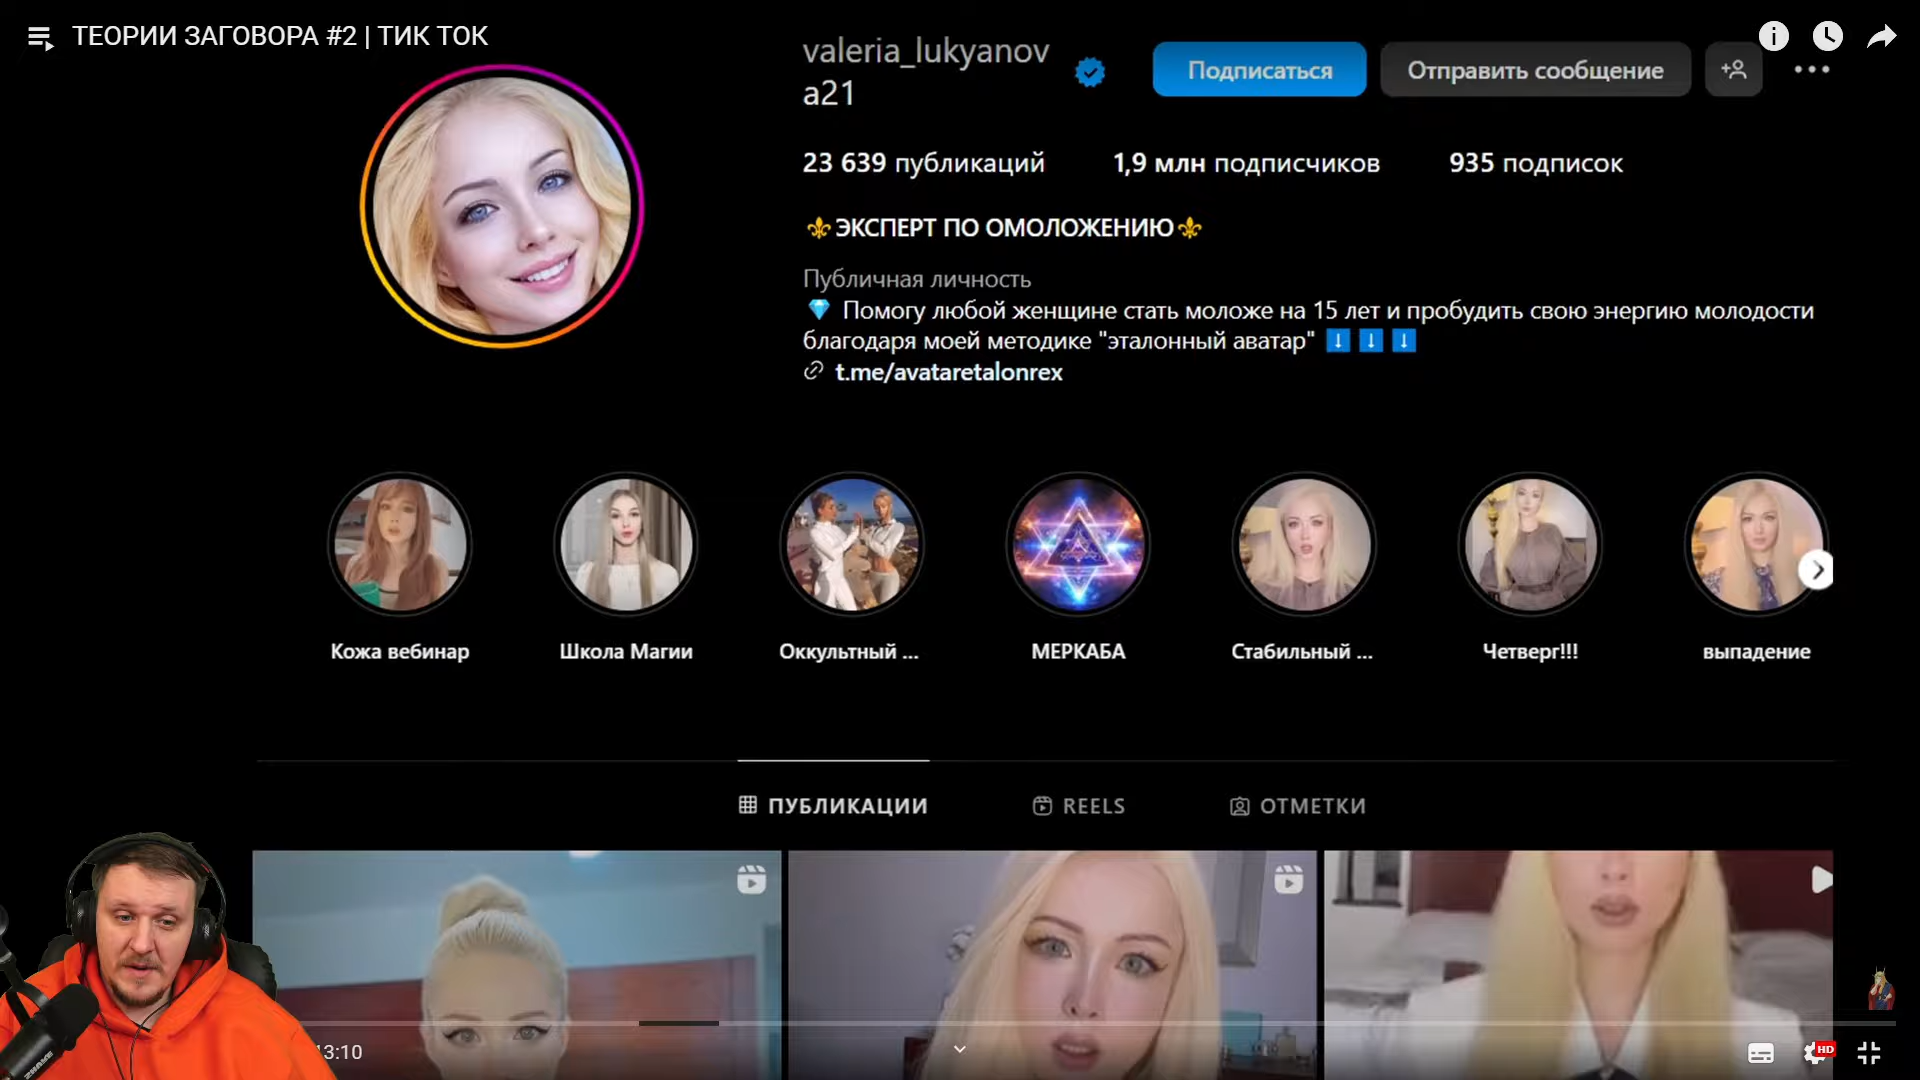 ТЕОРИИ ЗАГОВОРА #2 | ТИК ТОК
valeria_lukyanov
a21
Подписаться
Отправить сообщение
23 639 публикаций
1,9 млн подписчиков
935 подписок
⚜️ЭКСПЕРТ ПО ОМОЛОЖЕНИЮ⚜️
Публичная личность
💎 Помогу любой женщине стать моложе на 15 лет и пробудить свою энергию молодости
благодаря моей методике "эталонный аватар" ⬇️ ⬇️ ⬇️
t.me/avataretalonrex
Кожа вебинар
Школа Магии
Оккультный ...
МЕРКАБА
Стабильный ...
Четверг!!!
выпадение
ПУБЛИКАЦИИ
REELS
ОТМЕТКИ
3:10
HD